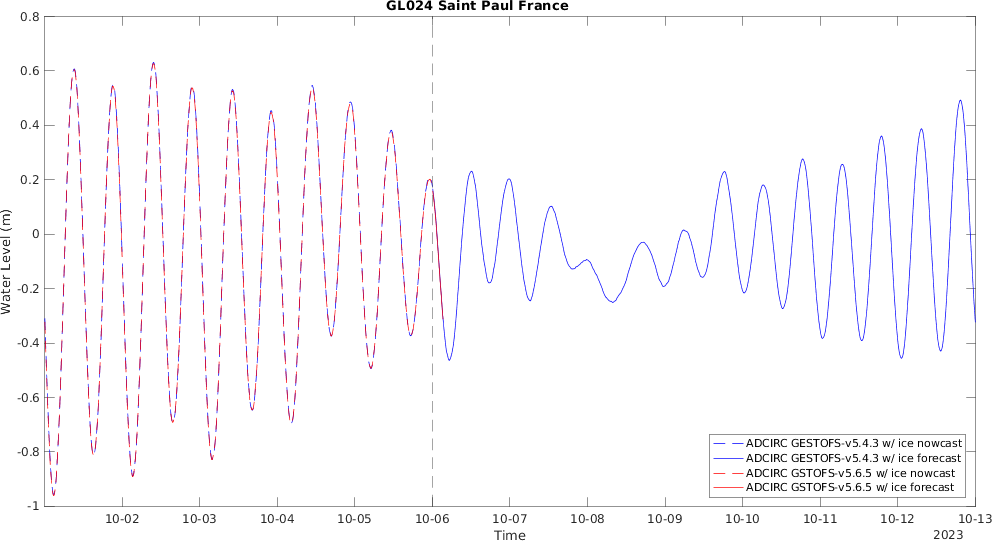 GL024 Saint Paul France
0.8
0.6
0.4
0.2
0
-0.2
-0.4
-0.6
-0.8
-1
Water Level (m)
10-02 10-03 10-04 10-05 10-06 10-07 10-08 10-09 10-10 10-11 10-12 10-13
Time
2023
ADCIRC GESTOFS-v5.4.3 w/ ice nowcast
ADCIRC GESTOFS-v5.4.3 w/ ice forecast
ADCIRC GSTOFS-v5.6.5 w/ ice nowcast
ADCIRC GSTOFS-v5.6.5 w/ ice forecast